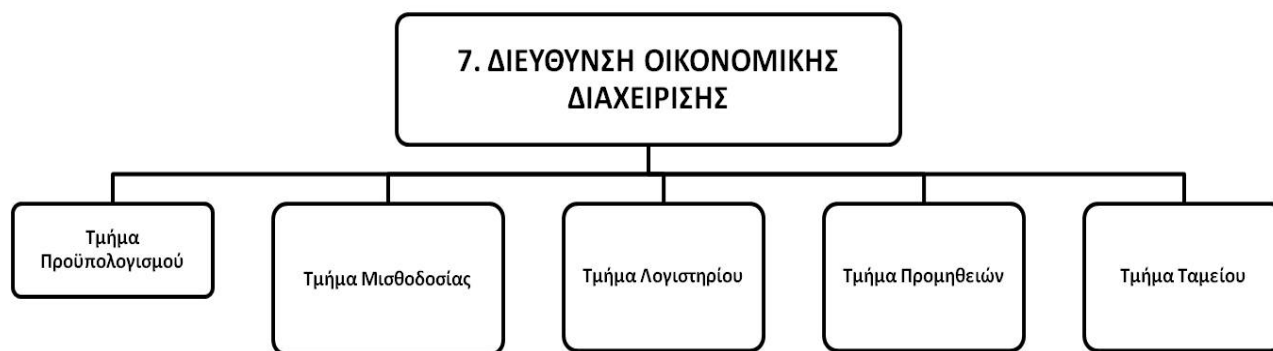 7. ΔΙΕΥΘΥΝΣΗ ΟΙΚΟΝΟΜΙΚΗΣ
ΔΙΑΧΕΙΡΙΣΗΣ
Τμήμα
Προϋπολογισμού
Τμήμα Μισθοδοσίας
Τμήμα Λογιστηρίου
Τμήμα Προμηθειών
Τμήμα Ταμείου